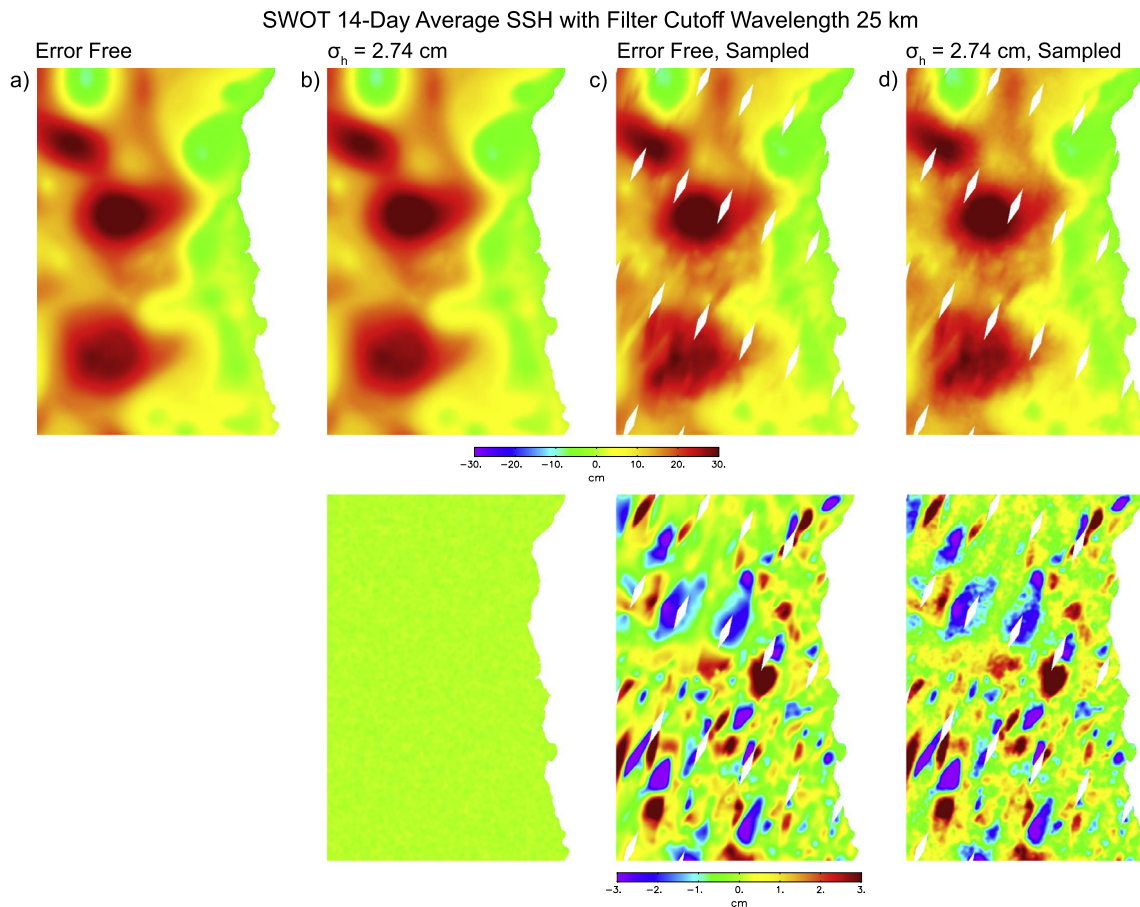 SWOT 14-Day Average SSH with Filter Cutoff Wavelength 25 km
Error Free
σh = 2.74 cm
Error Free, Sampled
σh = 2.74 cm, Sampled
a)
b)
c)
d)
−30. −20. −10. 0. 10. 20. 30.
cm
−3. −2. −1. 0. 1. 2. 3.
cm